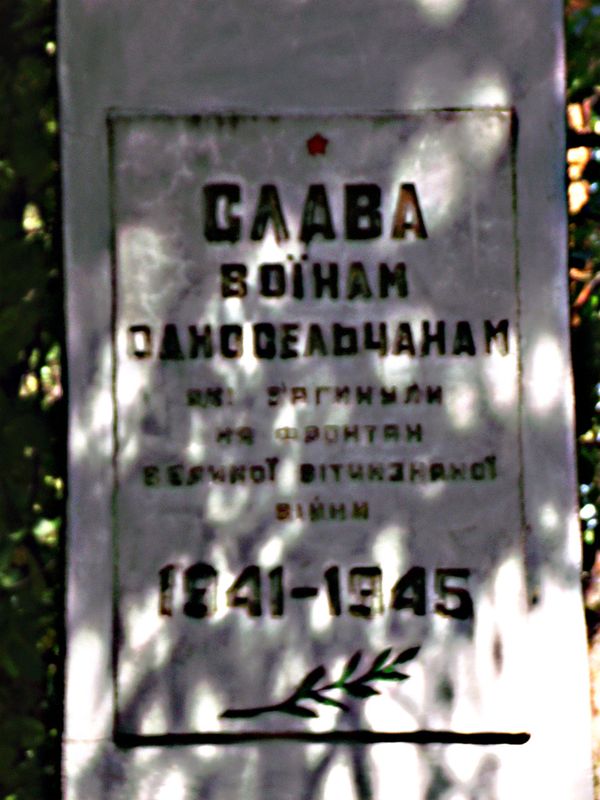 СЛАВА
ВОЇНАМ
ОДНОСЕЛЬЧАНАМ
ЯКІ ЗАГИНУЛИ
НА ФРОНТАХ
ВЕЛИКОЇ ВІТЧИЗНЯНОЇ
ВІЙНИ
1941-1945